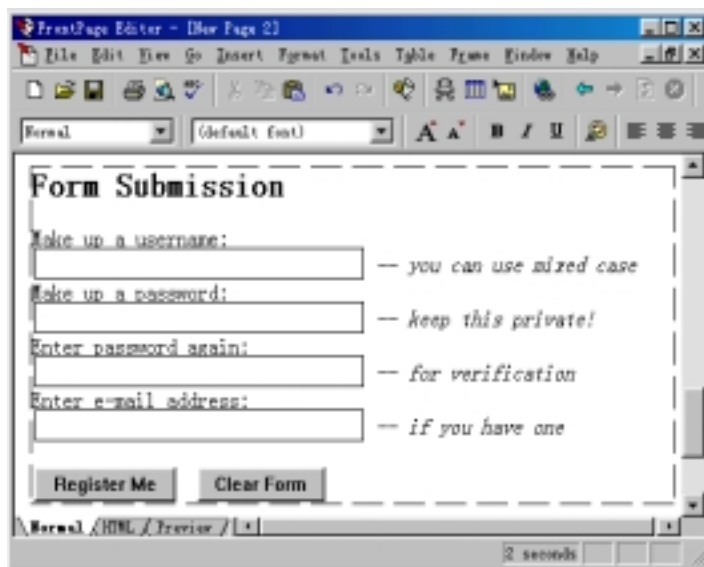 FrontPage Editor - [New Page 2]
File Edit View Go Insert Format Tools Table Frame Window Help
Normal (default font) A A B I U
Form Submission
Make up a username:
-- you can use mixed case
Make up a password:
-- keep this private!
Enter password again:
-- for verification
Enter e-mail address:
-- if you have one
Register Me Clear Form
Normal HTML Preview
2 seconds